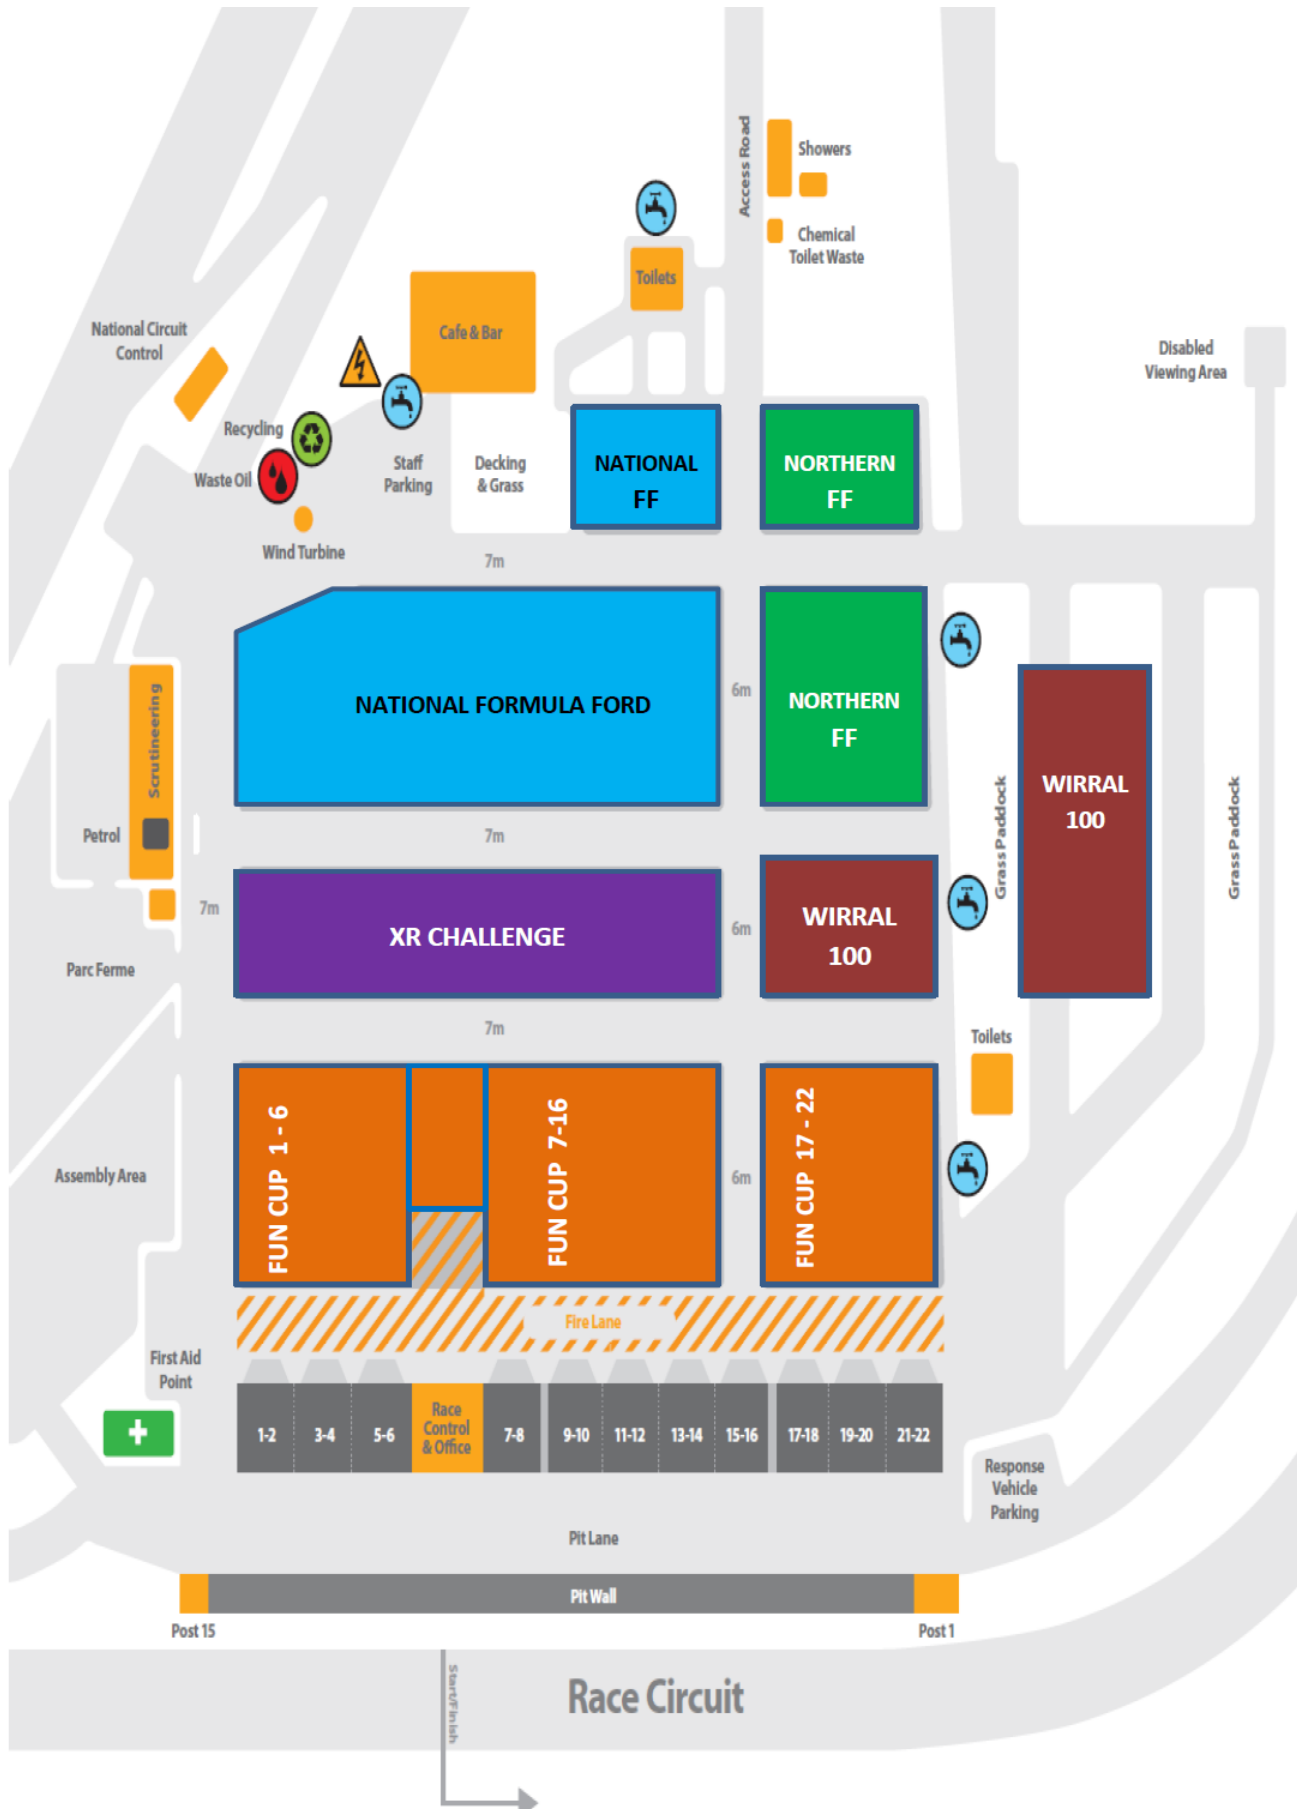 Access Road
Showers
Chemical
Toilet Waste
Toilets
National Circuit
Control
Cafe & Bar
Disabled
Viewing Area
Recycling
Waste Oil
Staff
Parking
Decking
& Grass
NATIONAL
FF
NORTHERN
FF
Wind Turbine
7m
Scrutineering
NATIONAL FORMULA FORD
6m
NORTHERN
FF
Grass Paddock
WIRRAL
100
Grass Paddock
Petrol
7m
7m
XR CHALLENGE
6m
WIRRAL
100
Parc Ferme
7m
Toilets
FUN CUP 1 - 6
FUN CUP 7-16
FUN CUP 17 - 22
Assembly Area
6m
Fire Lane
First Aid
Point
1-2
3-4
5-6
Race
Control
& Office
7-8
9-10
11-12
13-14
15-16
17-18
19-20
21-22
Response
Vehicle
Parking
Pit Lane
Pit Wall
Post 15
Post 1
Start/Finish
Race Circuit